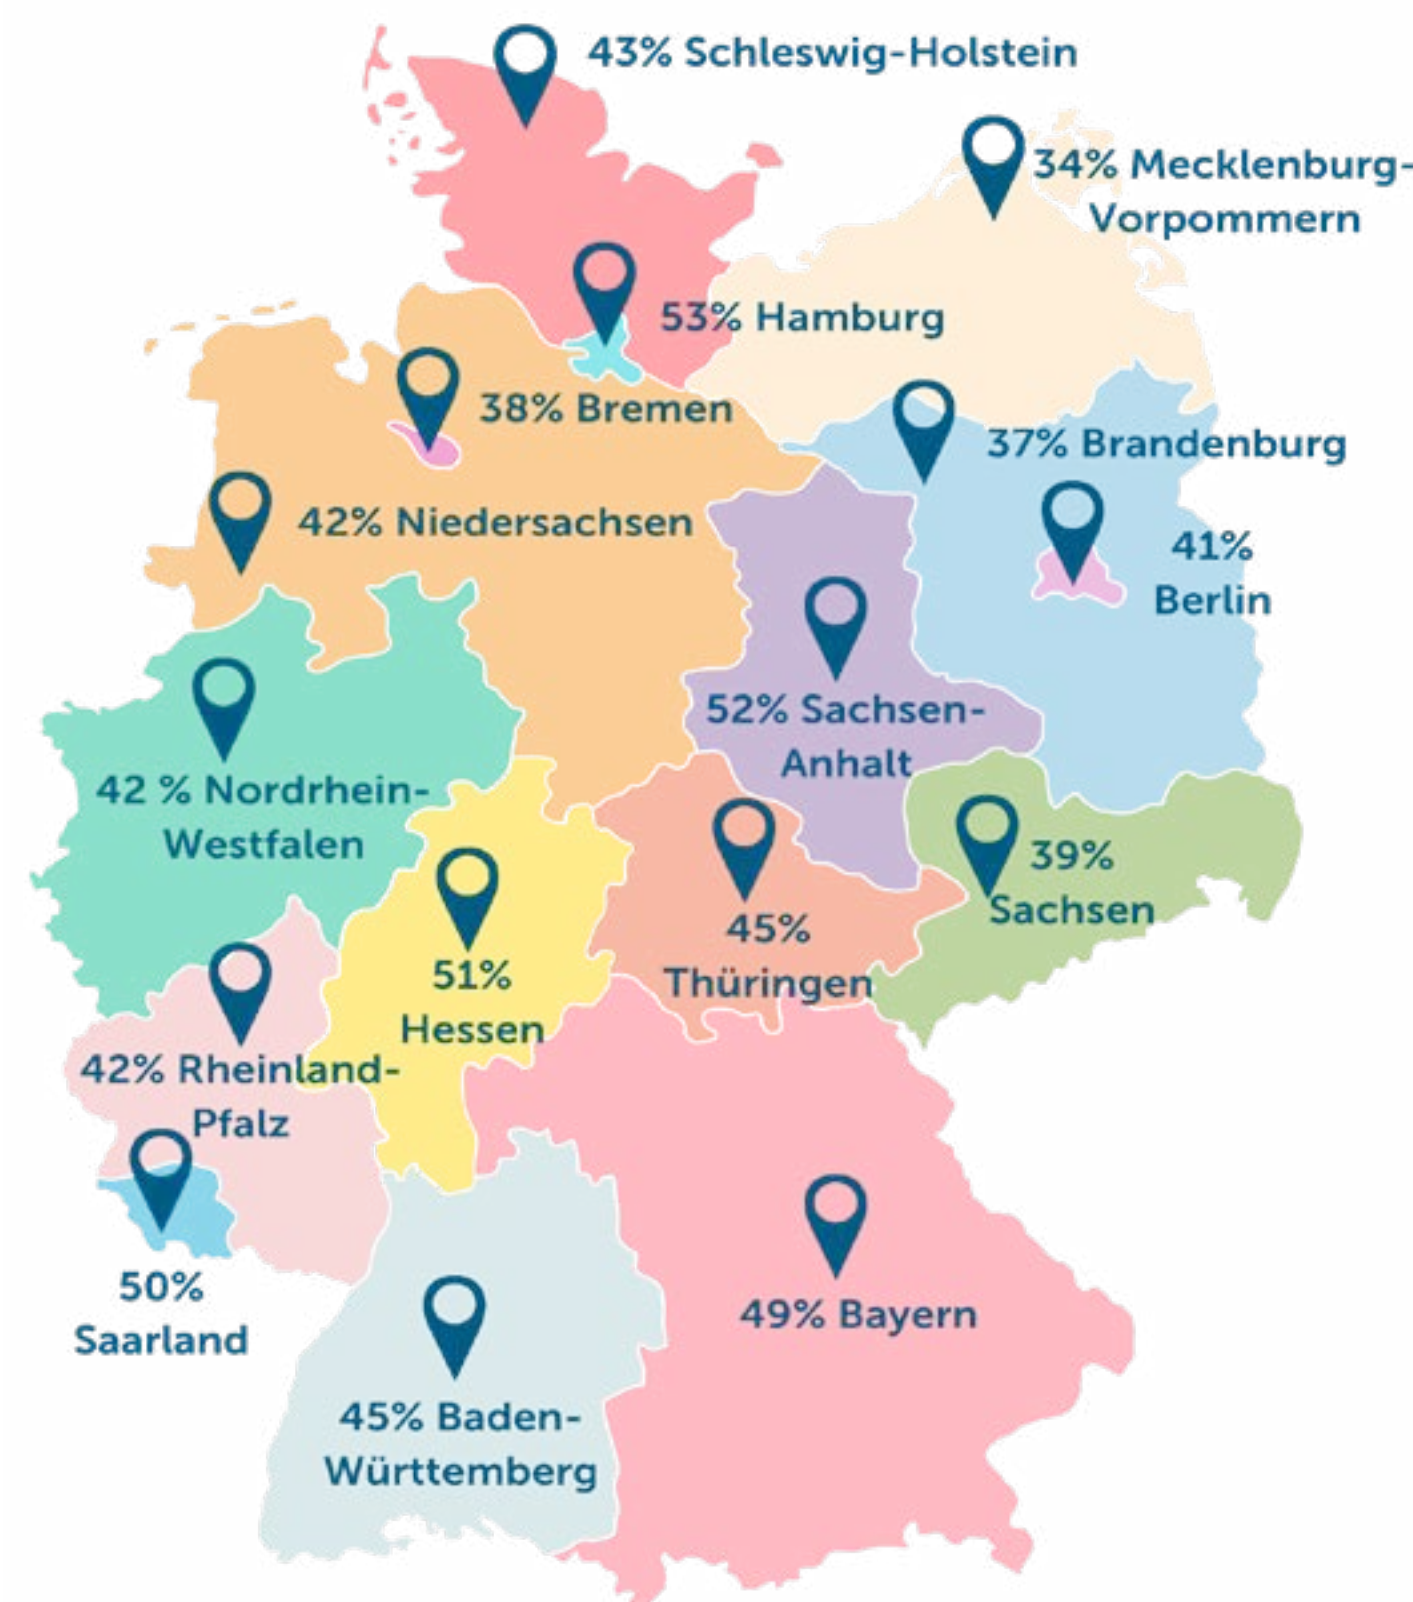 43% Schleswig-Holstein
34% Mecklenburg-
Vorpommern
53% Hamburg
38% Bremen
37% Brandenburg
42% Niedersachsen
41%
Berlin
52% Sachsen-
Anhalt
42 % Nordrhein-
Westfalen
39%
Sachsen
45%
Thüringen
51%
Hessen
42% Rheinland-
Pfalz
50%
Saarland
49% Bayern
45% Baden-
Württemberg